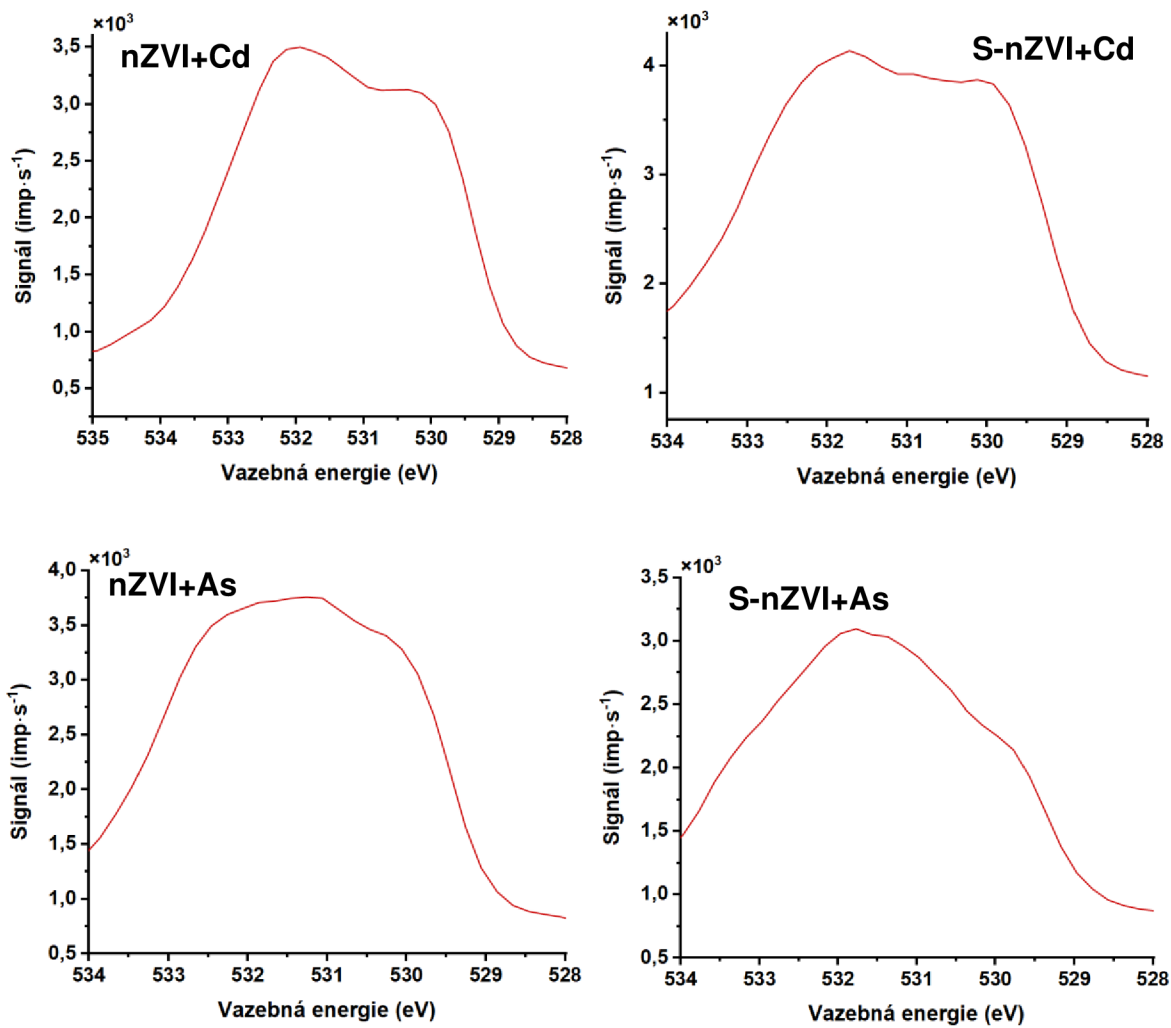 ×10³
nZVI+Cd
3,5
3,0
2,5
2,0
1,5
1,0
0,5
Signál (imp·s⁻¹)
535 534 533 532 531 530 529 528
Vazebná energie (eV)
×10³
S-nZVI+Cd
4
3
2
1
Signál (imp·s⁻¹)
534 533 532 531 530 529 528
Vazebná energie (eV)
×10³
nZVI+As
4,0
3,5
3,0
2,5
2,0
1,5
1,0
0,5
Signál (imp·s⁻¹)
534 533 532 531 530 529 528
Vazebná energie (eV)
×10³
S-nZVI+As
3,5
3,0
2,5
2,0
1,5
1,0
0,5
Signál (imp·s⁻¹)
534 533 532 531 530 529 528
Vazebná energie (eV)